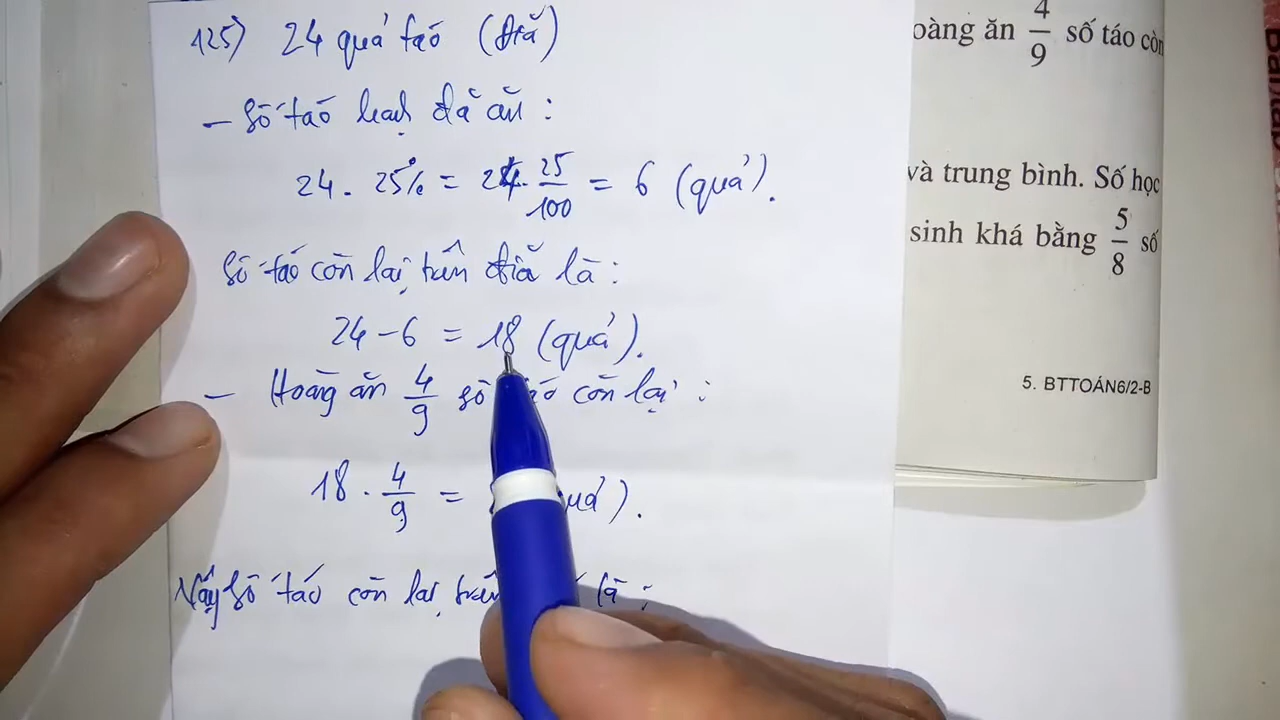 125) 24 quả táo (đĩa)
- Số táo Hạnh đã ăn :
24 . 25% = 24 . 25/100 = 6 (quả).
Số táo còn lại trên đĩa là :
24 - 6 = 18 (quả).
- Hoàng ăn 4/9 số táo còn lại :
18 . 4/9 = quả).
Vậy số táo còn lại trên là :
oàng ăn 4/9 số táo còn
và trung bình. Số học
sinh khá bằng 5/8 số
5. BTTOÁN6/2-B